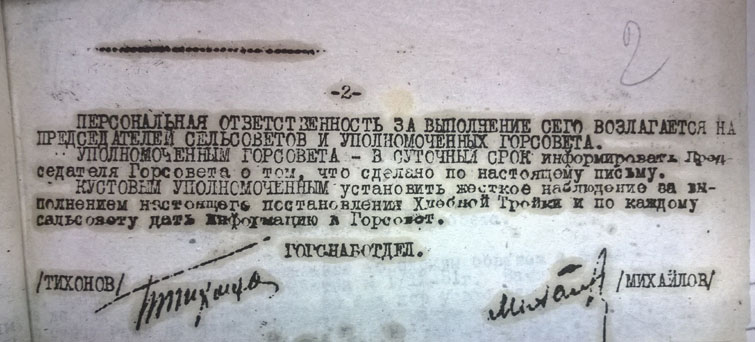 2
-2-
ПЕРСОНАЛЬНАЯ ОТВЕТСТВЕННОСТЬ ЗА ВЫПОЛНЕНИЕ СЕГО ВОЗЛАГАЕТСЯ НА
ПРЕДСЕДАТЕЛЕЙ СЕЛЬСОВЕТОВ И УПОЛНОМОЧЕННЫХ ГОРСОВЕТА.
УПОЛНОМОЧЕННЫМ ГОРСОВЕТА - В СУТОЧНЫЙ СРОК информировать Пред-
седателя Горсовета о том, что сделано по настоящему письму.
КУСТОВЫМ УПОЛНОМОЧЕННЫМ установить жесткое наблюдение за вы-
полнением настоящего постановления Хлебной Тройки и по каждому
сальсовету дать информацию в Горсовет.
ГОРСНАБОТДЕЛ.
/ТИХОНОВ/ /МИХАЙЛОВ/